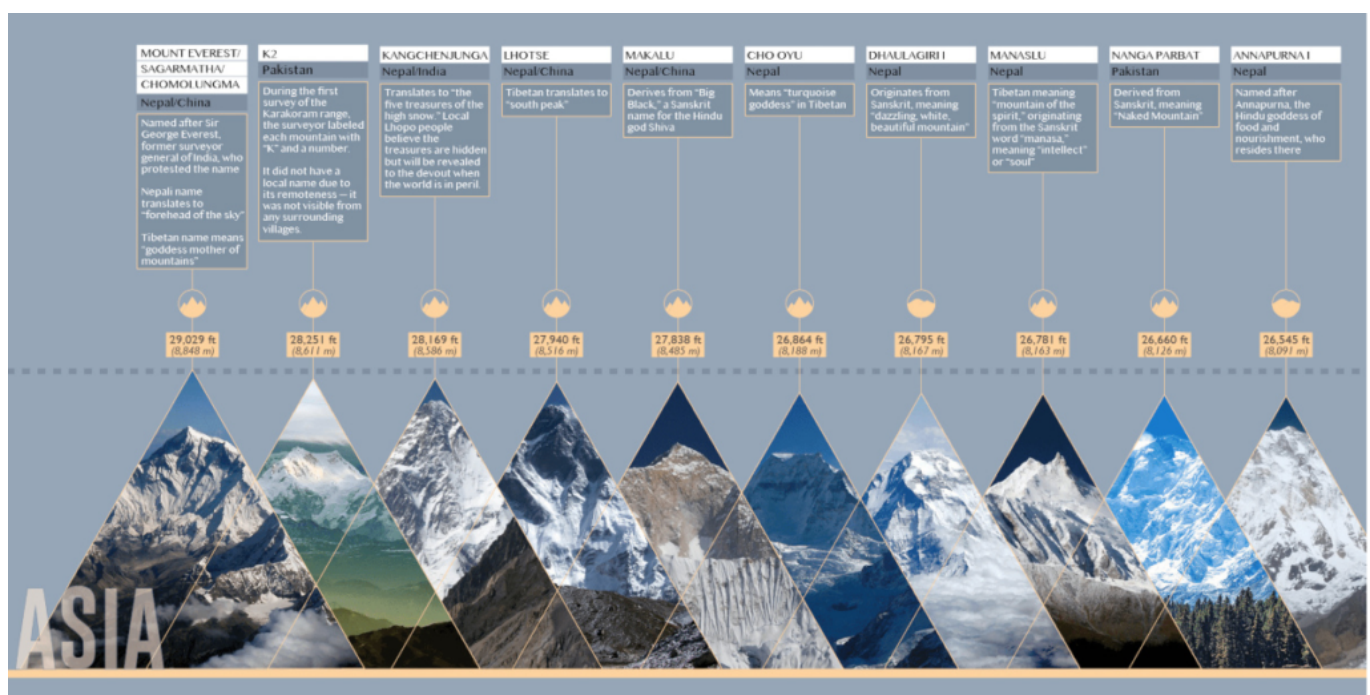 MOUNT EVEREST/
SAGARMATHA/
CHOMOLUNGMA
Nepal/China
Named after Sir
George Everest,
former surveyor
general of India, who
protested the name
Nepali name
translates to
"forehead of the sky"
Tibetan name means
"goddess mother of
mountains"
29,029 ft
(8,848 m)
K2
Pakistan
During the first
survey of the
Karakoram range,
the surveyor labeled
each mountain with
"K" and a number.
It did not have a
local name due to
its remoteness — it
was not visible from
any surrounding
villages.
28,251 ft
(8,611 m)
KANGCHENJUNGA
Nepal/India
Translates to "the
five treasures of the
high snow." Local
Lhopo people
believe the
treasures are hidden
but will be revealed
to the devout when
the world is in peril.
28,169 ft
(8,586 m)
LHOTSE
Nepal/China
Tibetan translates to
"south peak"
27,940 ft
(8,516 m)
MAKALU
Nepal/China
Derives from "Big
Black," a Sanskrit
name for the Hindu
god Shiva
27,838 ft
(8,485 m)
CHO OYU
Nepal
Means "turquoise
goddess" in Tibetan
26,864 ft
(8,188 m)
DHAULAGIRI I
Nepal
Originates from
Sanskrit, meaning
"dazzling, white,
beautiful mountain"
26,795 ft
(8,167 m)
MANASLU
Nepal
Tibetan meaning
"mountain of the
spirit," originating
from the Sanskrit
word "manasa,"
meaning "intellect"
or "soul"
26,781 ft
(8,163 m)
NANGA PARBAT
Pakistan
Derived from
Sanskrit, meaning
"Naked Mountain"
26,660 ft
(8,126 m)
ANNAPURNA I
Nepal
Named after
Annapurna, the
Hindu goddess of
food and
nourishment, who
resides there
26,545 ft
(8,091 m)
ASIA